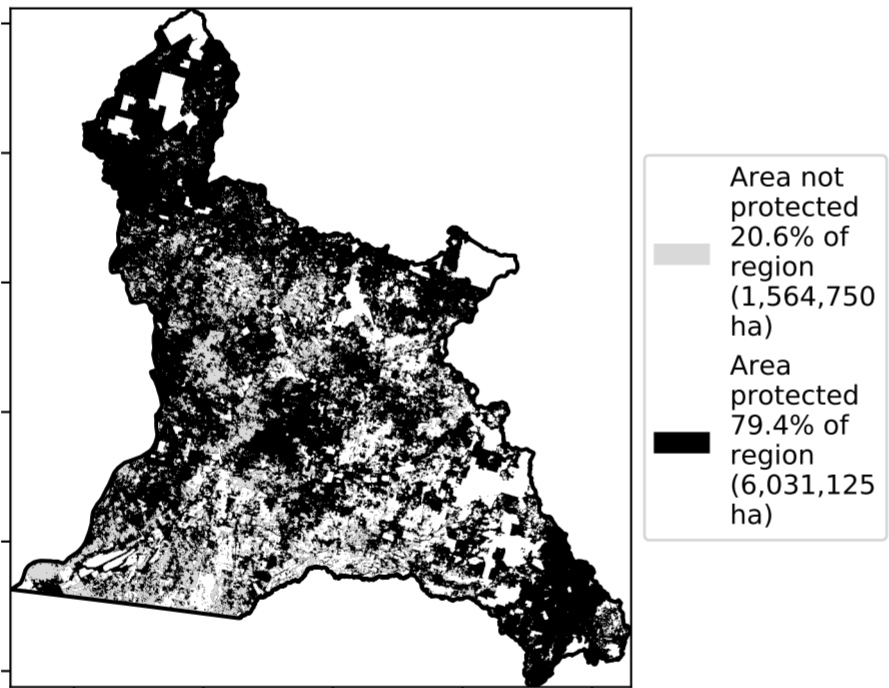 Area not
protected
20.6% of
region
(1,564,750
ha)
Area
protected
79.4% of
region
(6,031,125
ha)